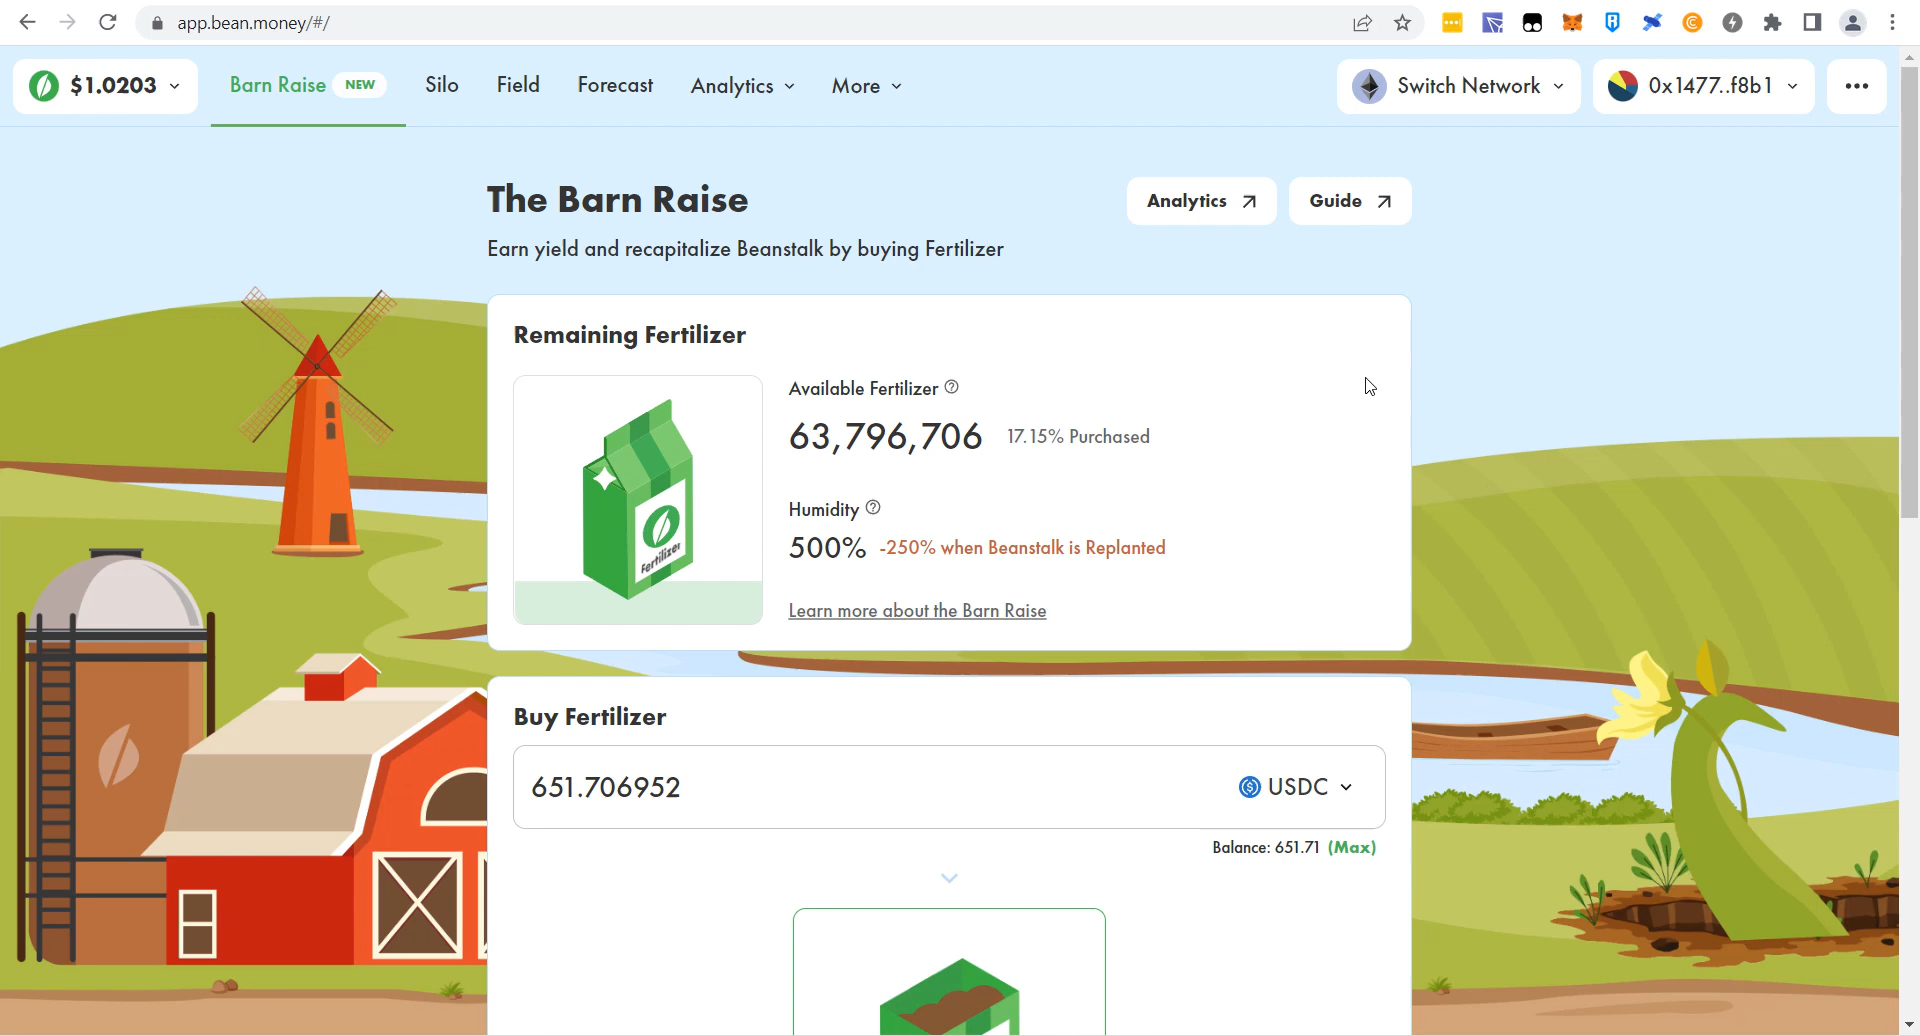 app.bean.money/#/
$1.0203
Barn Raise NEW
Silo
Field
Forecast
Analytics
More
Switch Network
0x1477..f8b1
The Barn Raise
Analytics
Guide
Earn yield and recapitalize Beanstalk by buying Fertilizer
Remaining Fertilizer
Fertilizer
Available Fertilizer
63,796,706 17.15% Purchased
Humidity
500% -250% when Beanstalk is Replanted
Learn more about the Barn Raise
Buy Fertilizer
651.706952
USDC
Balance: 651.71 (Max)